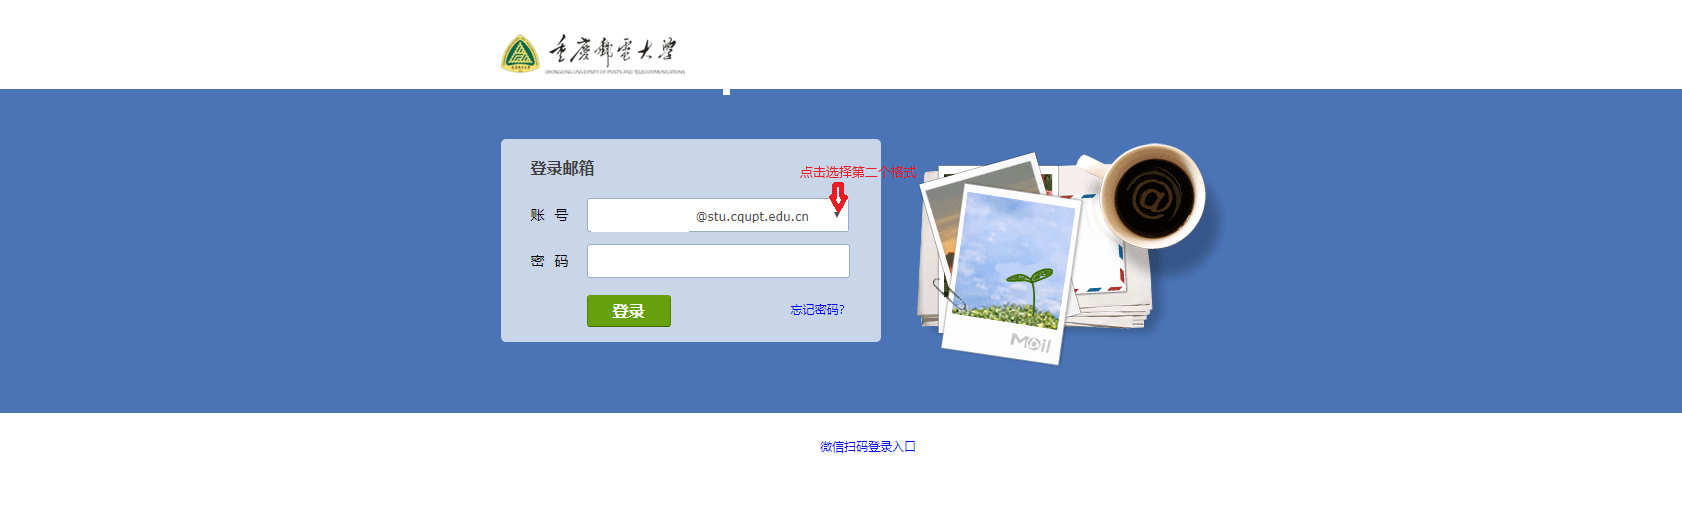 重庆邮电大学
CHONGQING UNIVERSITY OF POSTS AND TELECOMMUNICATIONS
登录邮箱
点击选择第二个格式
账 号
@stu.cqupt.edu.cn
密 码
登录
忘记密码?
@
Mail
微信扫码登录入口